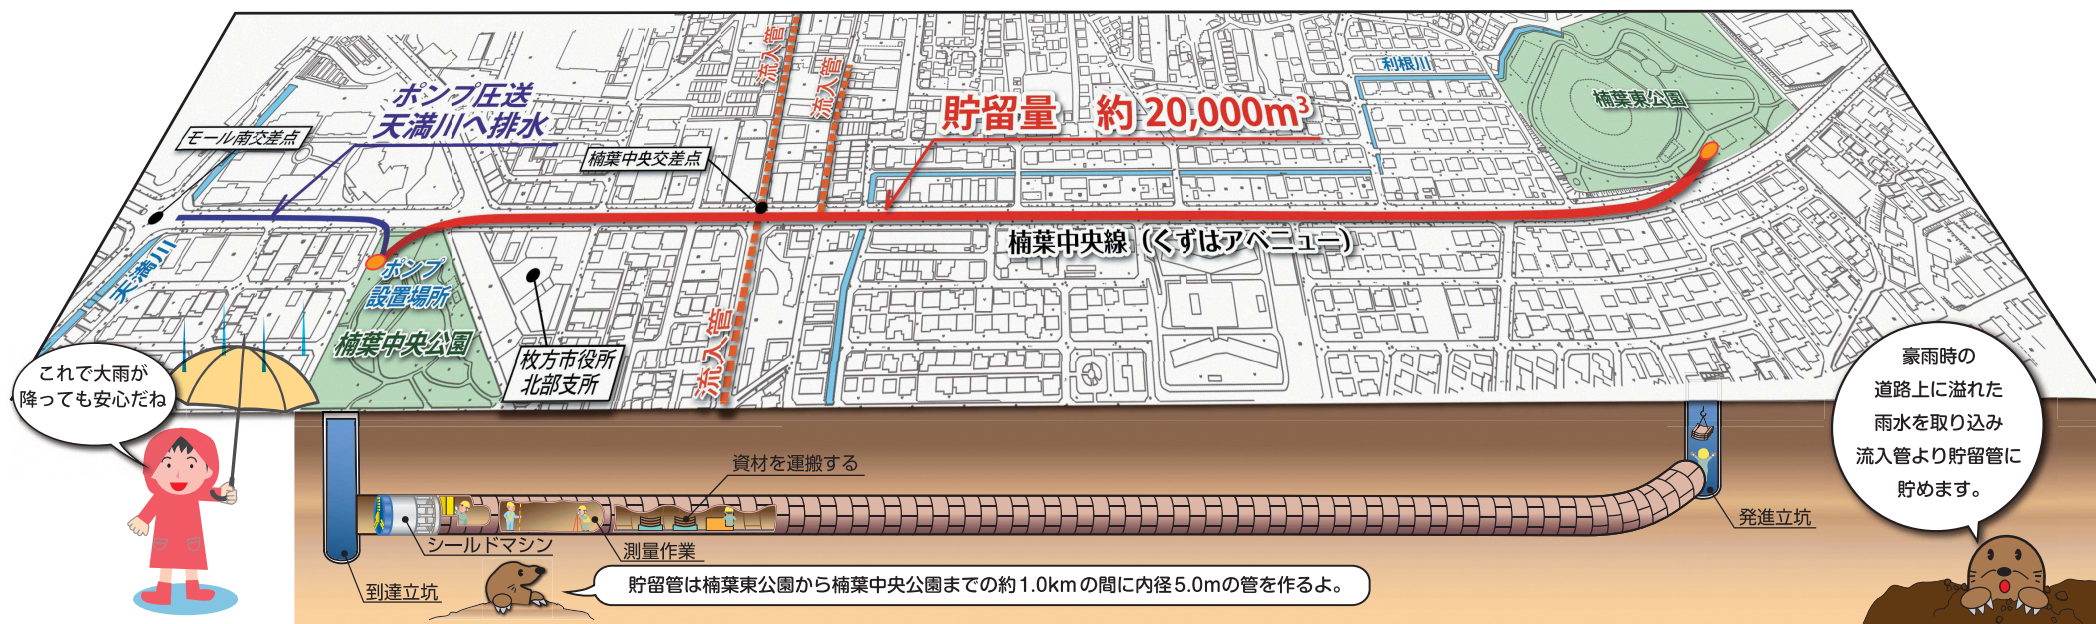 流入管
流入管
利根川
楠葉東公園
ポンプ圧送
天満川へ排水
貯留量　約 20,000m³
モール南交差点
楠葉中央交差点
楠葉中央線（くずはアベニュー）
天満川
ポンプ
設置場所
楠葉中央公園
流入管
枚方市役所
北部支所
これで大雨が
降っても安心だね
豪雨時の
道路上に溢れた
雨水を取り込み
流入管より貯留管に
貯めます。
資材を運搬する
発進立坑
シールドマシン
測量作業
到達立坑
貯留管は楠葉東公園から楠葉中央公園までの約1.0kmの間に内径5.0mの管を作るよ。